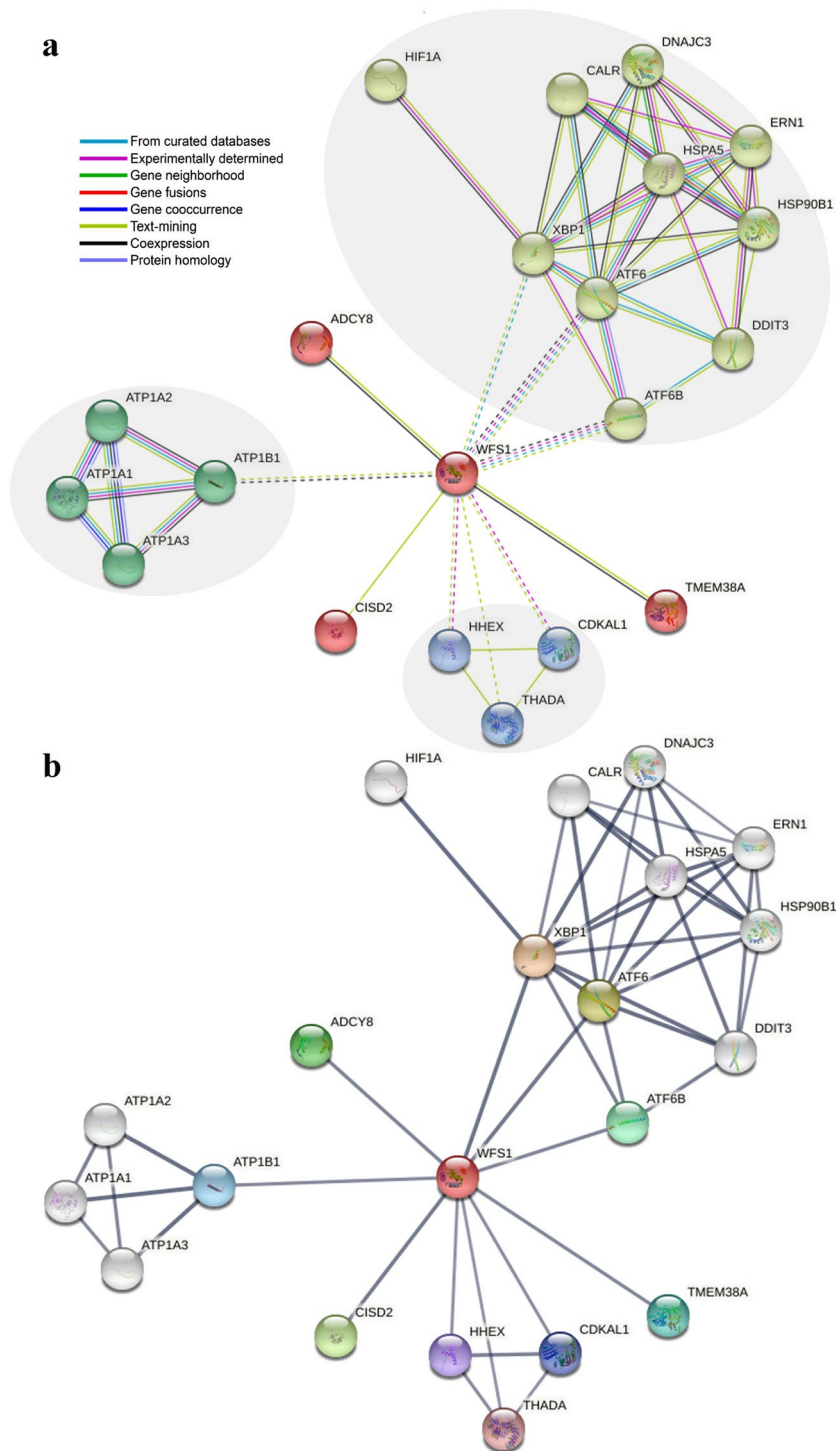 a
From curated databases
Experimentally determined
Gene neighborhood
Gene fusions
Gene cooccurrence
Text-mining
Coexpression
Protein homology
HIF1A
DNAJC3
CALR
ERN1
HSPA5
HSP90B1
XBP1
ATF6
DDIT3
ATF6B
ADCY8
ATP1A2
ATP1B1
ATP1A1
ATP1A3
WFS1
CISD2
TMEM38A
HHEX
CDKAL1
THADA
b
HIF1A
DNAJC3
CALR
ERN1
HSPA5
HSP90B1
XBP1
ATF6
DDIT3
ATF6B
ADCY8
ATP1A2
ATP1B1
ATP1A1
ATP1A3
WFS1
CISD2
TMEM38A
HHEX
CDKAL1
THADA